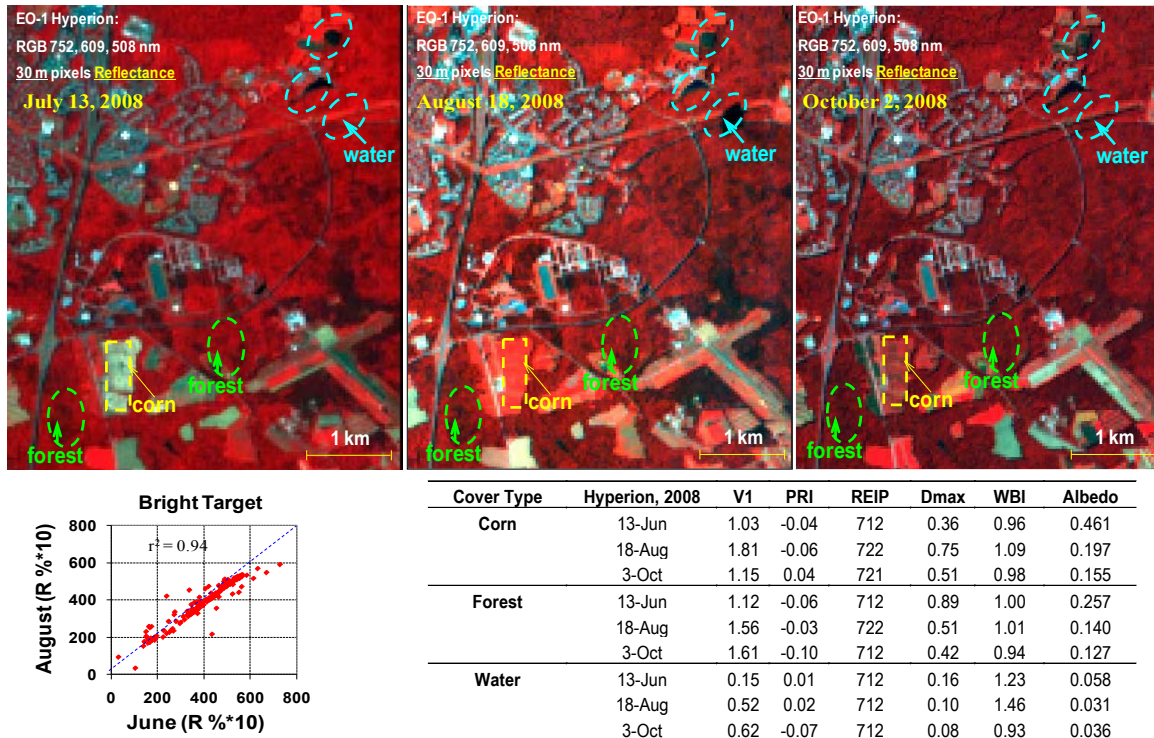 EO-1 Hyperion:
RGB 752, 609, 508 nm
30 m pixels Reflectance
July 13, 2008
water
forest
corn
forest
1 km
EO-1 Hyperion:
RGB 752, 609, 508 nm
30 m pixels Reflectance
August 18, 2008
water
forest
corn
forest
1 km
EO-1 Hyperion:
RGB 752, 609, 508 nm
30 m pixels Reflectance
October 2, 2008
water
forest
corn
forest
1 km
Bright Target
r² = 0.94
August (R %*10)
800
600
400
200
0
0 200 400 600 800
June (R %*10)
Cover Type Hyperion, 2008 V1 PRI REIP Dmax WBI Albedo
Corn 13-Jun 1.03 -0.04 712 0.36 0.96 0.461
18-Aug 1.81 -0.06 722 0.75 1.09 0.197
3-Oct 1.15 0.04 721 0.51 0.98 0.155
Forest 13-Jun 1.12 -0.06 712 0.89 1.00 0.257
18-Aug 1.56 -0.03 722 0.51 1.01 0.140
3-Oct 1.61 -0.10 712 0.42 0.94 0.127
Water 13-Jun 0.15 0.01 712 0.16 1.23 0.058
18-Aug 0.52 0.02 712 0.10 1.46 0.031
3-Oct 0.62 -0.07 712 0.08 0.93 0.036